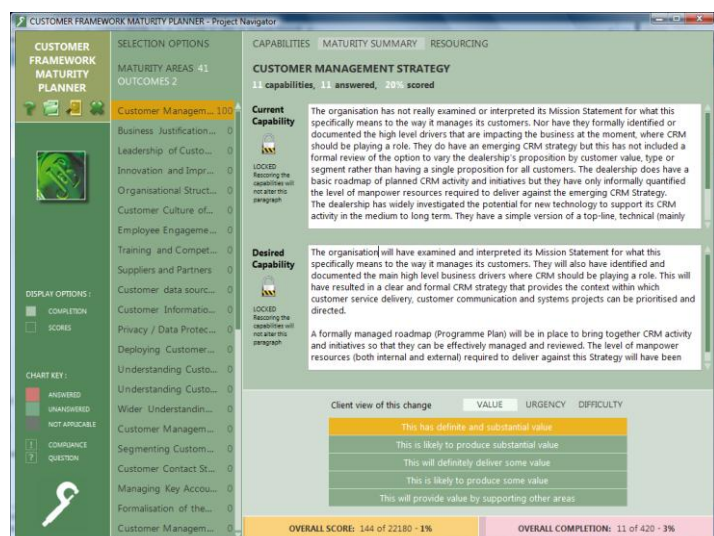 CUSTOMER FRAMEWORK MATURITY PLANNER - Project Navigator
CUSTOMER
FRAMEWORK
MATURITY
PLANNER
SELECTION OPTIONS
MATURITY AREAS 41
OUTCOMES 2
Customer Managem... 100
Business Justification... 0
Leadership of Custo... 0
Innovation and Impr... 0
Organisational Struct... 0
Customer Culture of... 0
Employee Engageme... 0
Training and Compet... 0
Suppliers and Partners 0
Customer data sourc... 0
Customer Informatio... 0
Privacy / Data Protec... 0
Deploying Customer... 0
Understanding Custo... 0
Understanding Custo... 0
Wider Understandin... 0
Customer Managem... 0
Segmenting Custom... 0
Customer Contact St... 0
Managing Key Accou... 0
Formalisation of the... 0
Customer Managem... 0
DISPLAY OPTIONS :
COMPLETION
SCORES
CHART KEY :
ANSWERED
UNANSWERED
NOT APPLICABLE
! COMPLIANCE
? QUESTION
CAPABILITIES MATURITY SUMMARY RESOURCING
CUSTOMER MANAGEMENT STRATEGY
11 capabilities, 11 answered, 20% scored
Current
Capability
LOCKED
Rescoring the
capabilities will
not alter this
paragraph
The organisation has not really examined or interpreted its Mission Statement for what this
specifically means to the way it manages its customers. Nor have they formally identified or
documented the high level drivers that are impacting the business at the moment, where CRM
should be playing a role. They do have an emerging CRM strategy but this has not included a
formal review of the option to vary the dealership's proposition by customer value, type or
segment rather than having a single proposition for all customers. The dealership does have a
basic roadmap of planned CRM activity and initiatives but they have only informally quantified
the level of manpower resources required to deliver against the emerging CRM Strategy.
The dealership has widely investigated the potential for new technology to support its CRM
activity in the medium to long term. They have a simple version of a top-line, technical (mainly
Desired
Capability
LOCKED
Rescoring the
capabilities will
not alter this
paragraph
The organisation will have examined and interpreted its Mission Statement for what this
specifically means to the way it manages its customers. They will also have identified and
documented the main high level business drivers where CRM should be playing a role. This will
have resulted in a clear and formal CRM strategy that provides the context within which
customer service delivery, customer communication and systems projects can be prioritised and
directed.
A formally managed roadmap (Programme Plan) will be in place to bring together CRM activity
and initiatives so that they can be effectively managed and reviewed. The level of manpower
resources (both internal and external) required to deliver against this Strategy will have been
Client view of this change VALUE URGENCY DIFFICULTY
This has definite and substantial value
This is likely to produce substantial value
This will definitely deliver some value
This is likely to produce some value
This will provide value by supporting other areas
OVERALL SCORE: 144 of 22180 - 1%
OVERALL COMPLETION: 11 of 420 - 3%